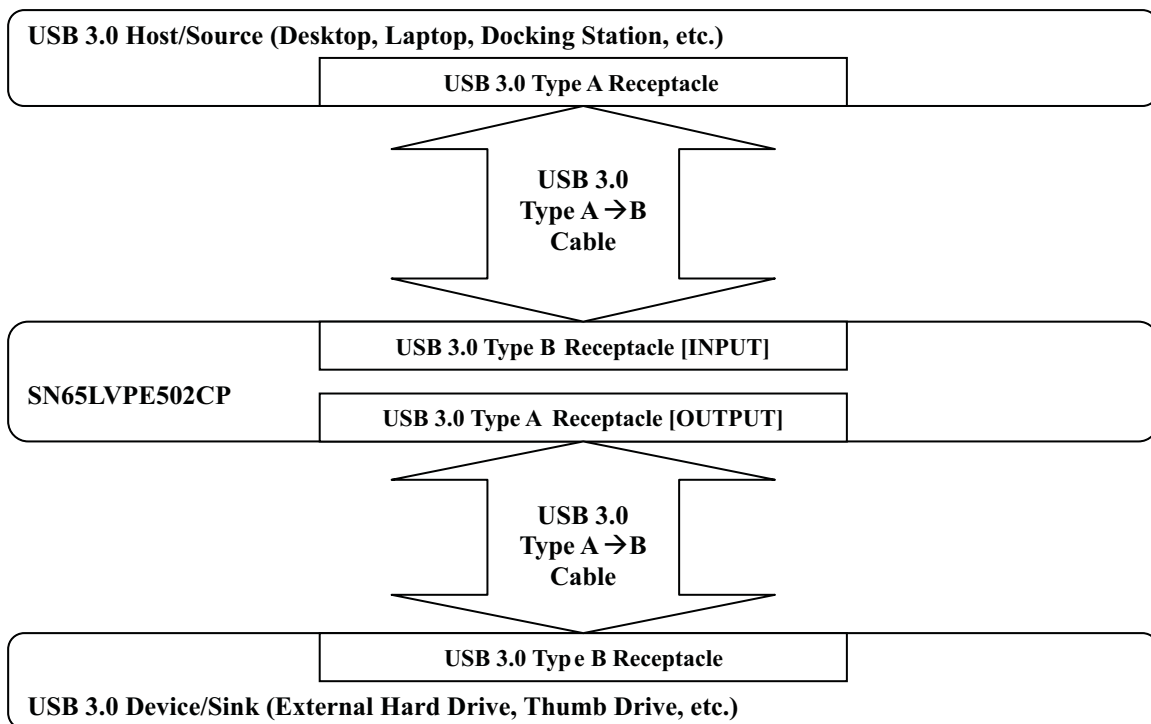 USB 3.0 Host/Source (Desktop, Laptop, Docking Station, etc.)
USB 3.0 Type A Receptacle
USB 3.0
Type A →B
Cable
USB 3.0 Type B Receptacle [INPUT]
SN65LVPE502CP
USB 3.0 Type A Receptacle [OUTPUT]
USB 3.0
Type A →B
Cable
USB 3.0 Type B Receptacle
USB 3.0 Device/Sink (External Hard Drive, Thumb Drive, etc.)